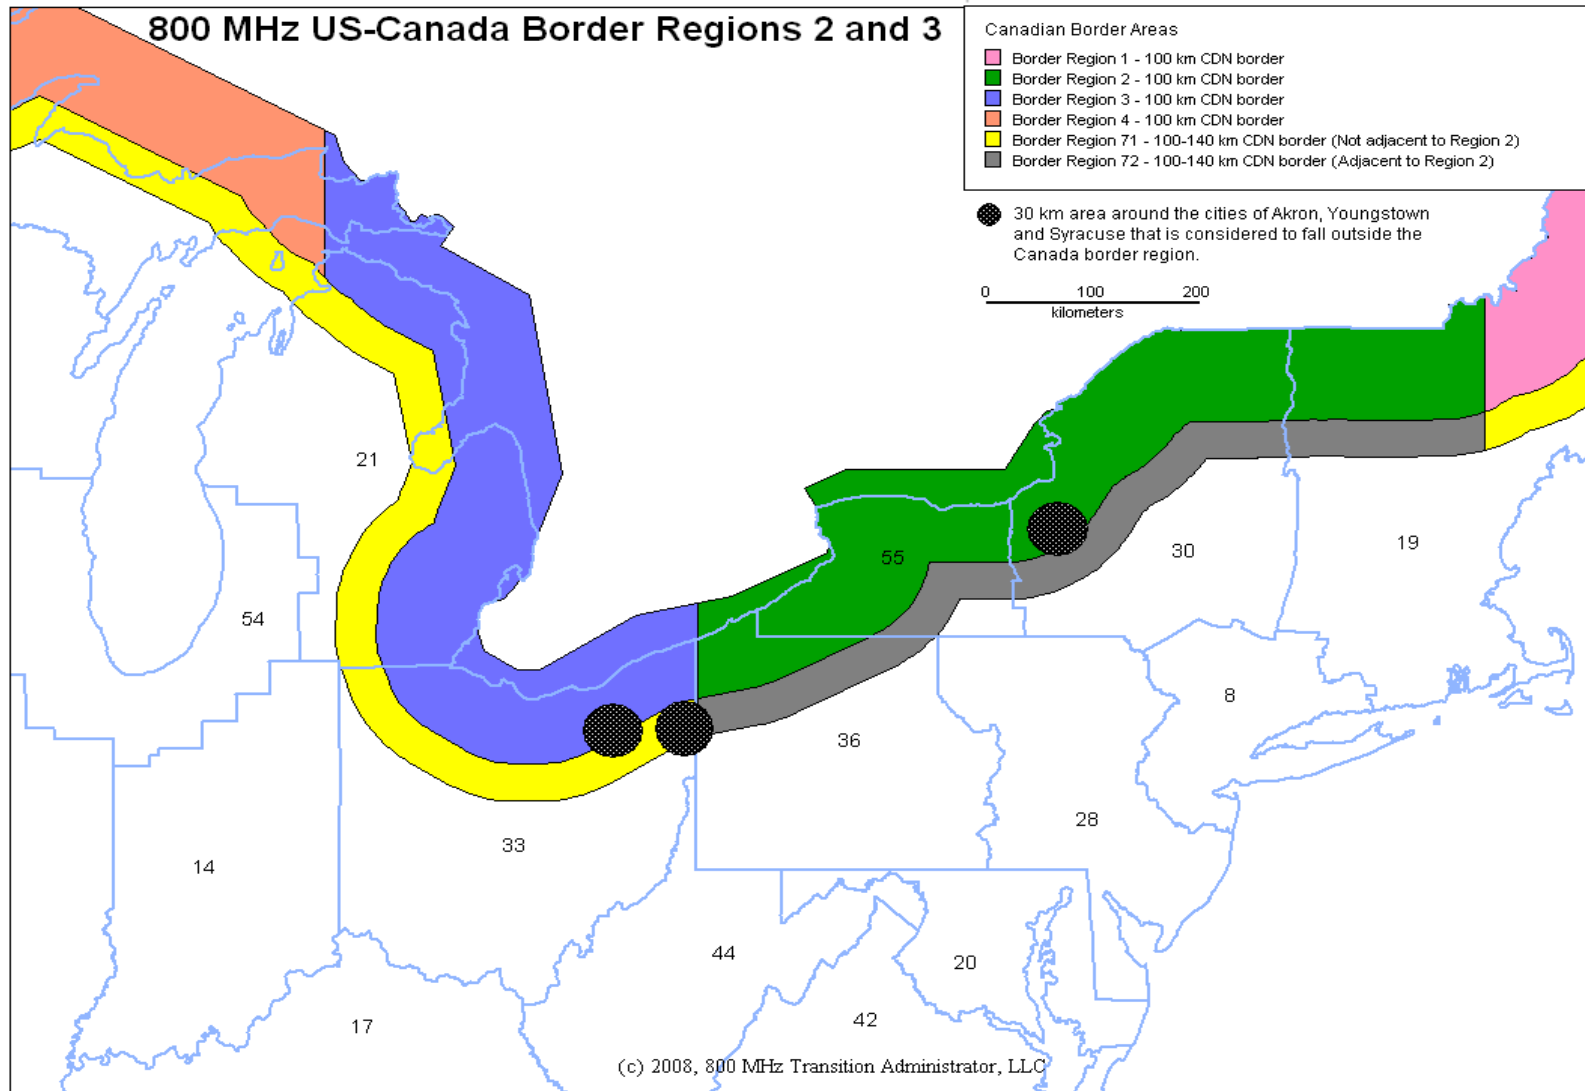 800 MHz US-Canada Border Regions 2 and 3
Canadian Border Areas
Border Region 1 - 100 km CDN border
Border Region 2 - 100 km CDN border
Border Region 3 - 100 km CDN border
Border Region 4 - 100 km CDN border
Border Region 71 - 100-140 km CDN border (Not adjacent to Region 2)
Border Region 72 - 100-140 km CDN border (Adjacent to Region 2)
30 km area around the cities of Akron, Youngstown
and Syracuse that is considered to fall outside the
Canada border region.
0 100 200
kilometers
21
55
30
19
54
8
36
28
33
14
44
20
17
42
(c) 2008, 800 MHz Transition Administrator, LLC